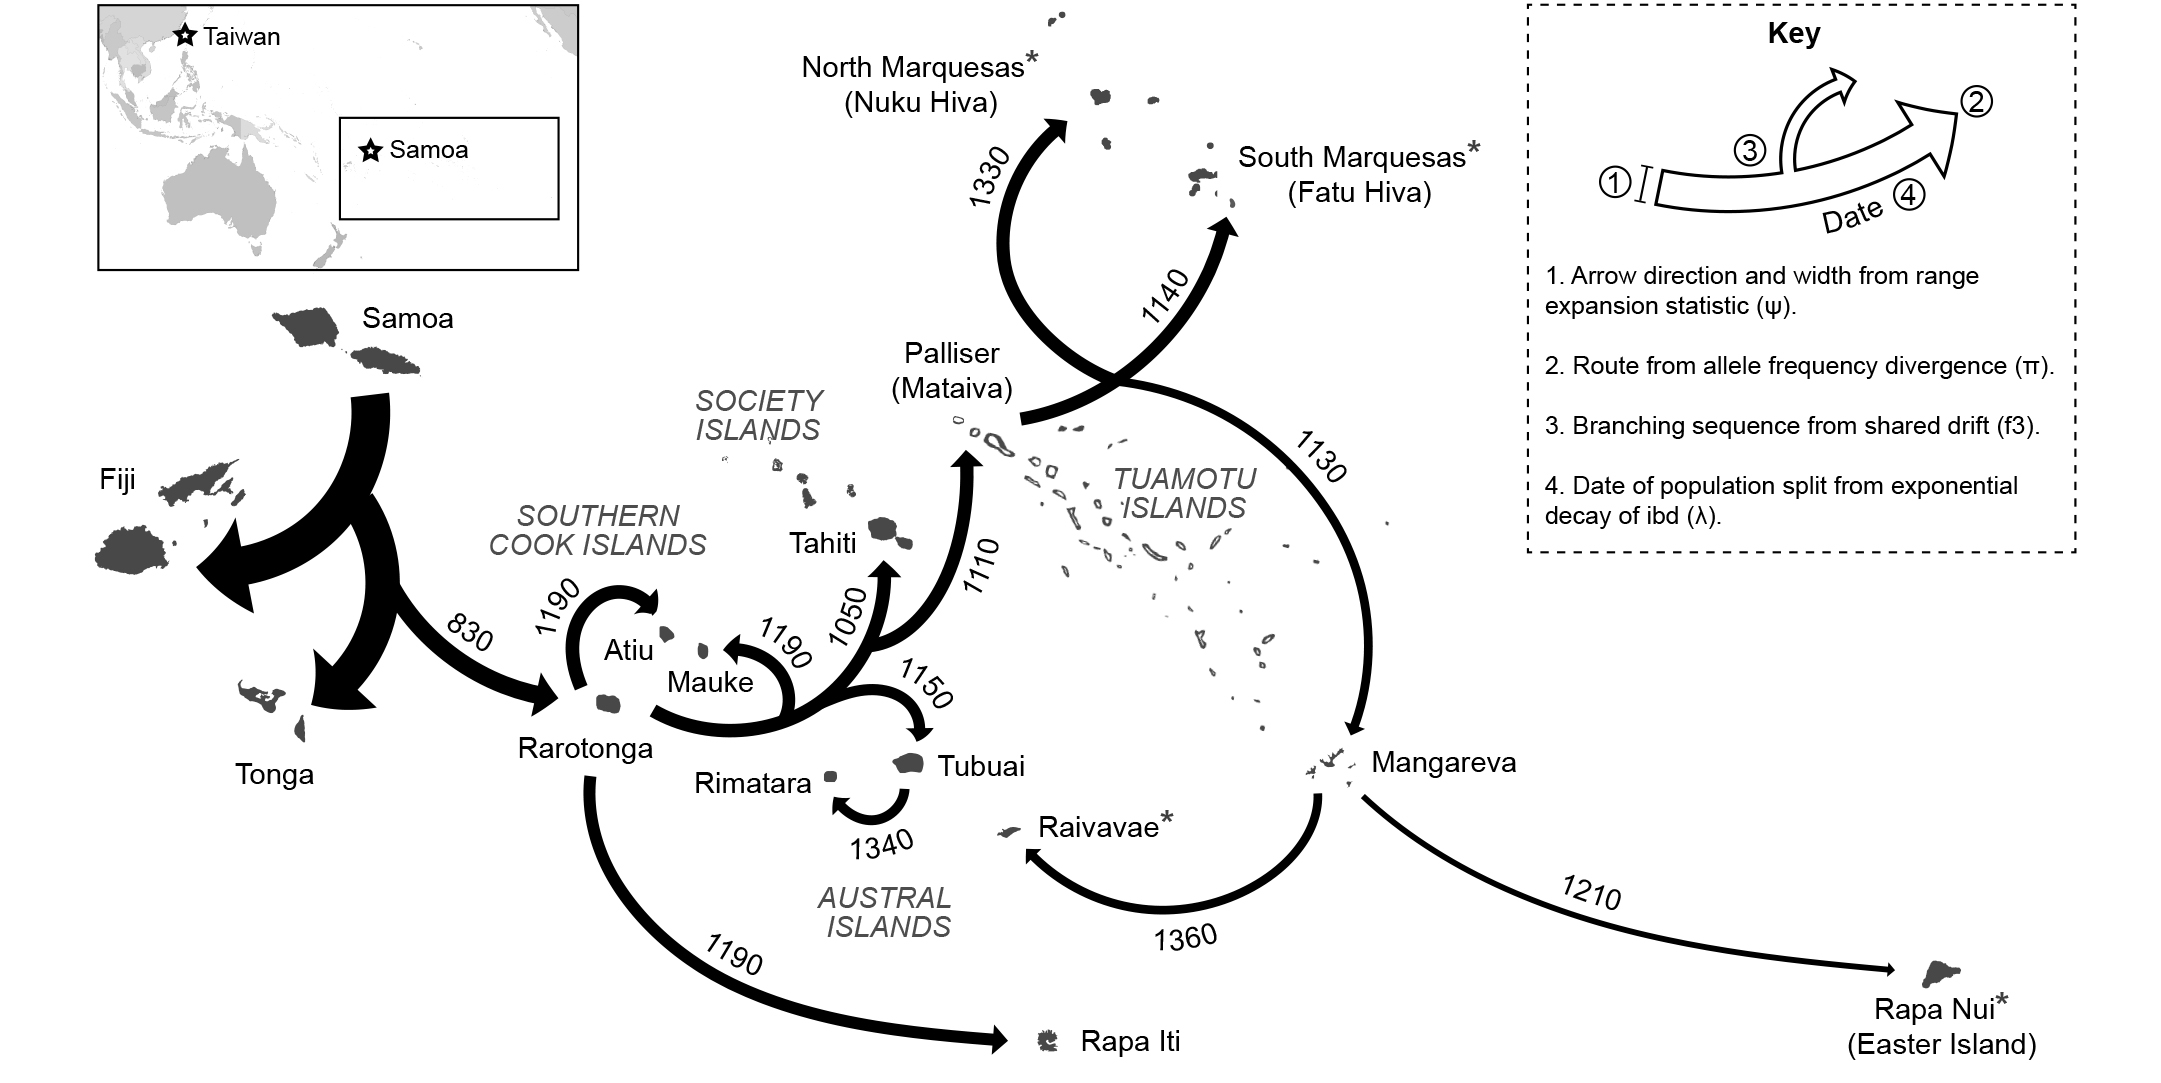 Taiwan
Samoa
North Marquesas*
(Nuku Hiva)
South Marquesas*
(Fatu Hiva)
1330
1140
Samoa
Palliser
(Mataiva)
SOCIETY
ISLANDS
1130
Fiji
TUAMOTU
ISLANDS
SOUTHERN
COOK ISLANDS
Tahiti
1110
1190
1050
830
1190
Atiu
Mauke
1150
Rarotonga
Tonga
Rimatara
Tubuai
Mangareva
1340
Raivavae*
AUSTRAL
ISLANDS
1360
1210
1190
Rapa Iti
Rapa Nui*
(Easter Island)
Key
1
2
3
4
Date
1. Arrow direction and width from range
expansion statistic (ψ).
2. Route from allele frequency divergence (π).
3. Branching sequence from shared drift (f3).
4. Date of population split from exponential
decay of ibd (λ).